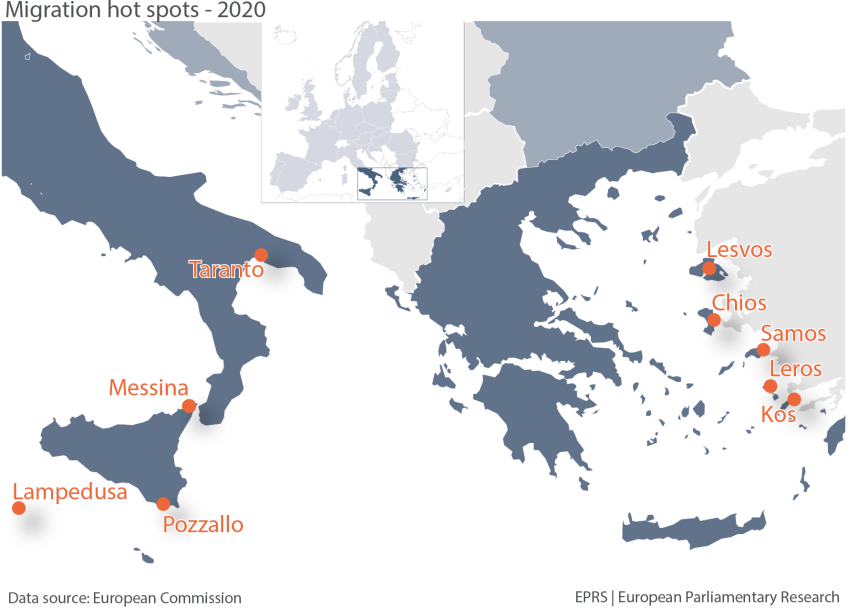 Migration hot spots - 2020
Lesvos
Taranto
Chios
Samos
Leros
Messina
Kos
Lampedusa
Pozzallo
Data source: European Commission
EPRS | European Parliamentary Research